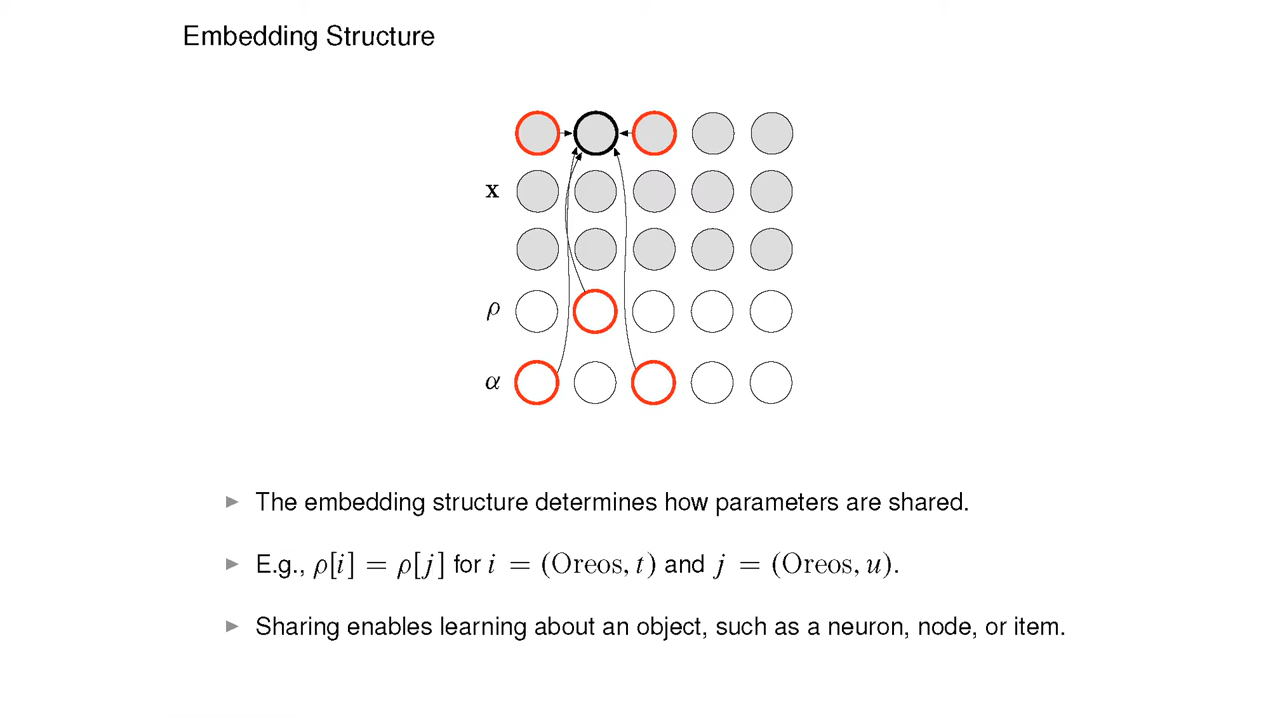 Embedding Structure
x
ρ
α
▶ The embedding structure determines how parameters are shared.
▶ E.g., ρ[i] = ρ[j] for i = (Oreos, t) and j = (Oreos, u).
▶ Sharing enables learning about an object, such as a neuron, node, or item.